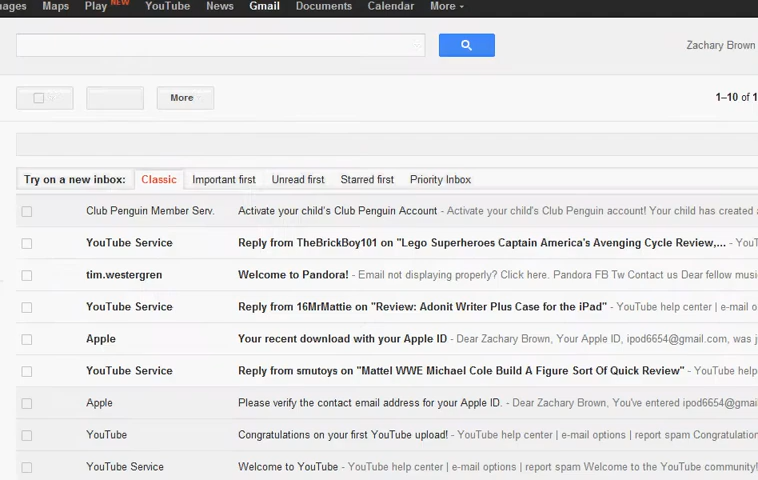 ages Maps Play NEW YouTube News Gmail Documents Calendar More
Zachary Brown
More 1–10 of 1
Try on a new inbox: Classic Important first Unread first Starred first Priority Inbox
Club Penguin Member Serv. Activate your child's Club Penguin Account - Activate your child's Club Penguin account! Your child has created
YouTube Service Reply from TheBrickBoy101 on "Lego Superheroes Captain America's Avenging Cycle Review,... - YouT
tim.westergren Welcome to Pandora! - Email not displaying properly? Click here. Pandora FB Tw Contact us Dear fellow musi
YouTube Service Reply from 16MrMattie on "Review: Adonit Writer Plus Case for the iPad" - YouTube help center | e-mail o
Apple Your recent download with your Apple ID - Dear Zachary Brown, Your Apple ID, ipod6654@gmail.com, was j
YouTube Service Reply from smutoys on "Mattel WWE Michael Cole Build A Figure Sort Of Quick Review" - YouTube help
Apple Please verify the contact email address for your Apple ID. - Dear Zachary Brown, You've entered ipod6654@gmai
YouTube Congratulations on your first YouTube upload! - YouTube help center | e-mail options | report spam Congratulation
YouTube Service Welcome to YouTube - YouTube help center | e-mail options | report spam Welcome to the YouTube community!